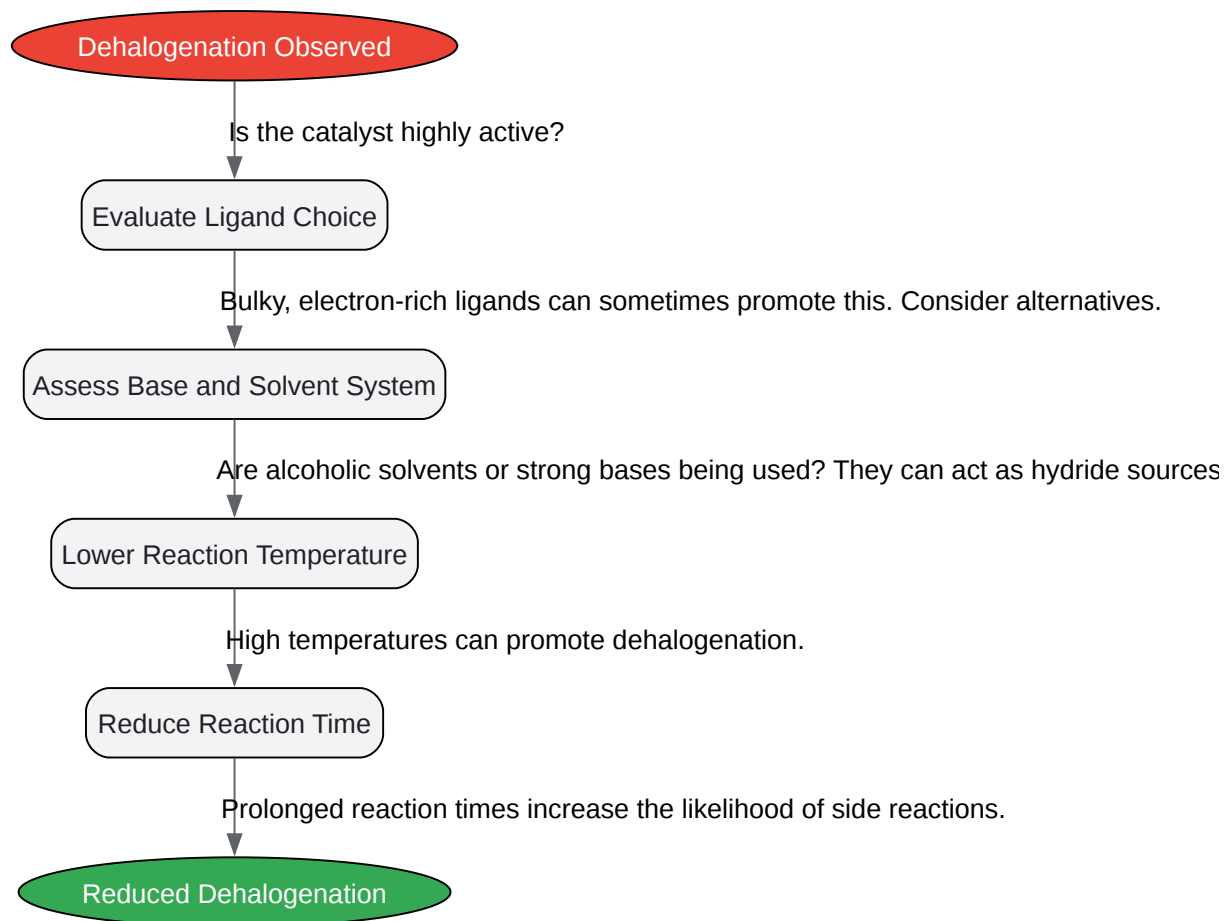 Dehalogenation Observed
Is the catalyst highly active?
Evaluate Ligand Choice
Bulky, electron-rich ligands can sometimes promote this. Consider alternatives.
Assess Base and Solvent System
Are alcoholic solvents or strong bases being used? They can act as hydride sources
Lower Reaction Temperature
High temperatures can promote dehalogenation.
Reduce Reaction Time
Prolonged reaction times increase the likelihood of side reactions.
Reduced Dehalogenation